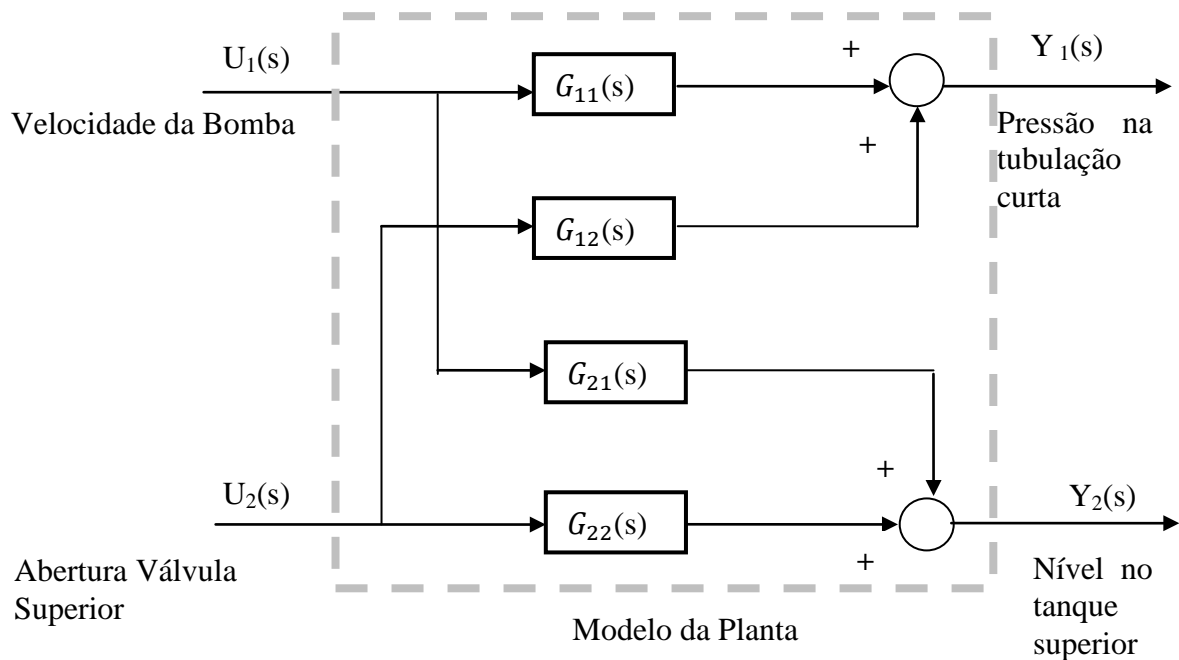 U₁(s)
Velocidade da Bomba
G₁₁(s)
+
+
Y ₁(s)
Pressão na
tubulação
curta
G₁₂(s)
G₂₁(s)
U₂(s)
Abertura Válvula
Superior
G₂₂(s)
+
+
Y₂(s)
Nível no
tanque
superior
Modelo da Planta